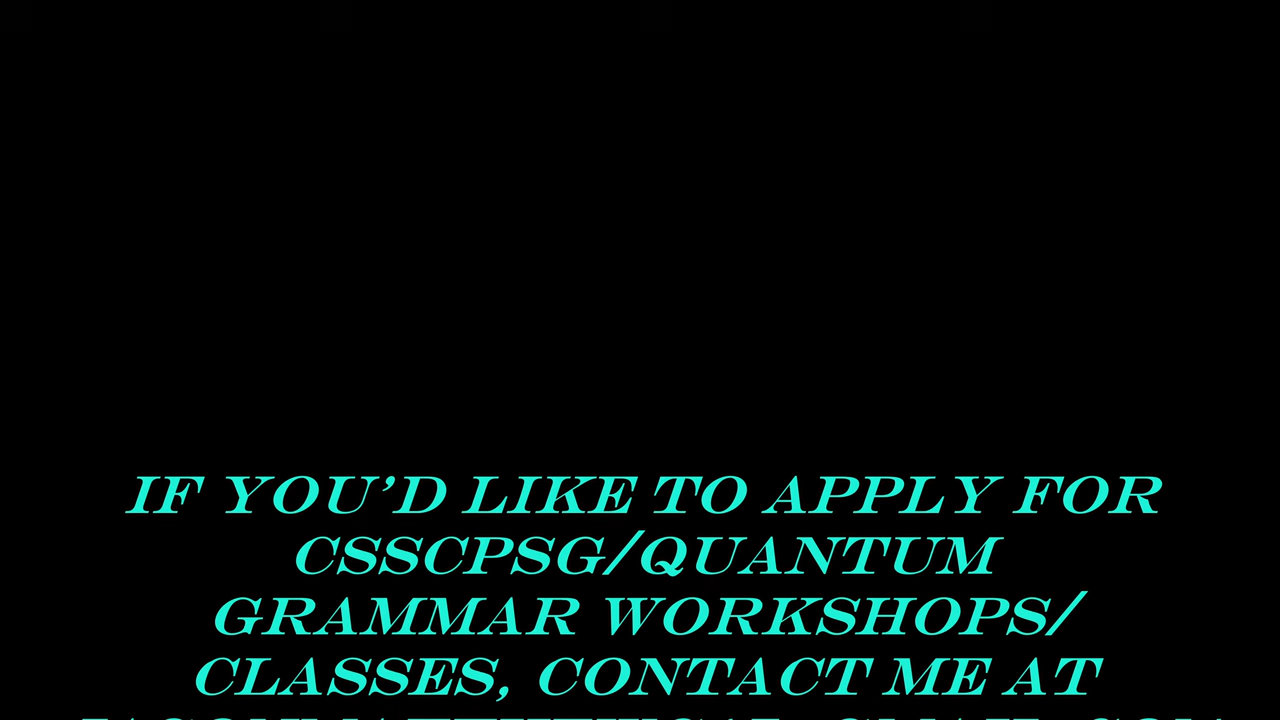 IF YOU'D LIKE TO APPLY FOR
CSSCPSG/QUANTUM
GRAMMAR WORKSHOPS/
CLASSES, CONTACT ME AT